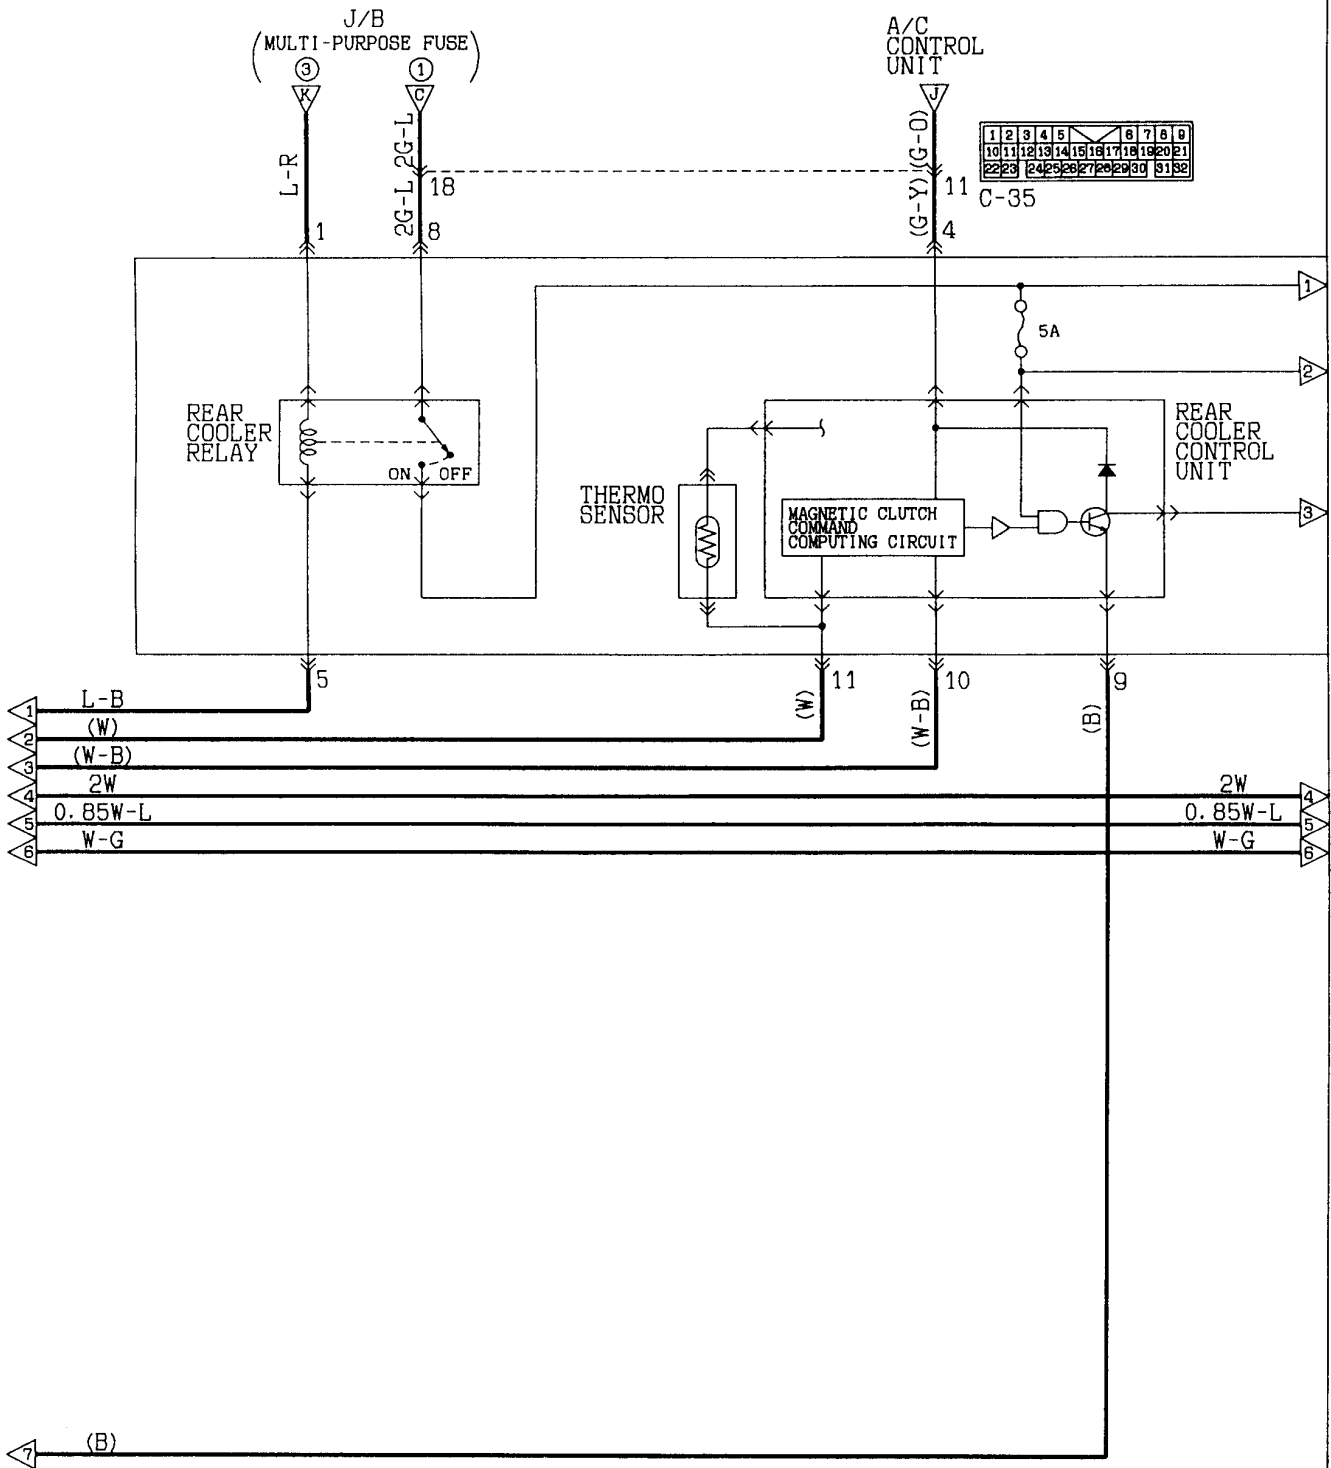 J/B
(MULTI-PURPOSE FUSE)
3
1
K
C
A/C
CONTROL
UNIT
J
L-R
2G-L
2G-L
18
1
8
(G-O)
(G-Y)
11
4
1 2 3 4 5 6 7 8 9
10 11 12 13 14 15 16 17 18 19 20 21
22 23 24 25 26 27 28 29 30 31 32
C-35
1
5A
2
REAR
COOLER
RELAY
ON
OFF
THERMO
SENSOR
MAGNETIC CLUTCH
COMMAND
COMPUTING CIRCUIT
REAR
COOLER
CONTROL
UNIT
3
5
11
10
9
(W)
(W-B)
(B)
1 L-B
2 (W)
3 (W-B)
4 2W 2W 4
5 0.85W-L 0.85W-L 5
6 W-G W-G 6
7 (B)